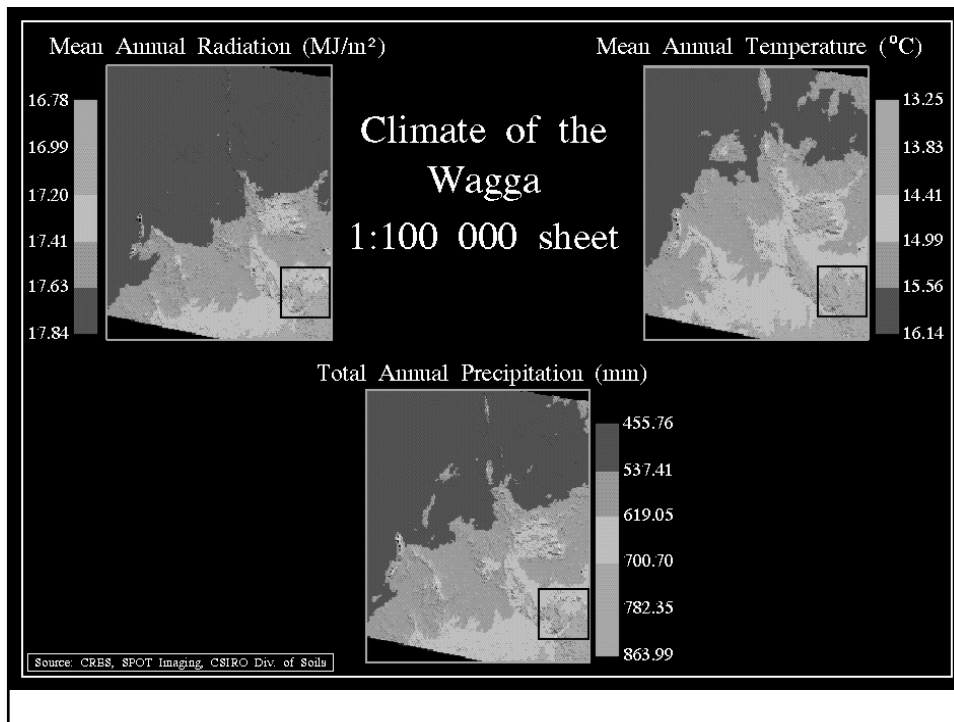 Mean Annual Radiation (MJ/m²)
16.78
16.99
17.20
17.41
17.63
17.84
Climate of the
Wagga
1:100 000 sheet
Mean Annual Temperature (°C)
13.25
13.83
14.41
14.99
15.56
16.14
Total Annual Precipitation (mm)
455.76
537.41
619.05
700.70
782.35
863.99
Source: CRES, SPOT Imaging, CSIRO Div. of Soils